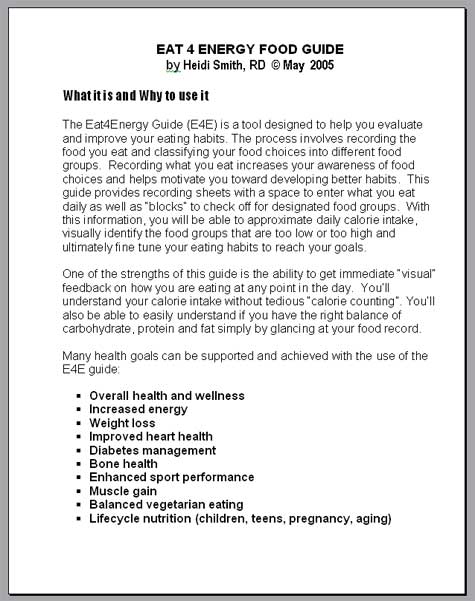 EAT 4 ENERGY FOOD GUIDE
by Heidi Smith, RD © May 2005
What it is and Why to use it
The Eat4Energy Guide (E4E) is a tool designed to help you evaluate
and improve your eating habits. The process involves recording the
food you eat and classifying your food choices into different food
groups. Recording what you eat increases your awareness of food
choices and helps motivate you toward developing better habits. This
guide provides recording sheets with a space to enter what you eat
daily as well as "blocks" to check off for designated food groups. With
this information, you will be able to approximate daily calorie intake,
visually identify the food groups that are too low or too high and
ultimately fine tune your eating habits to reach your goals.
One of the strengths of this guide is the ability to get immediate "visual"
feedback on how you are eating at any point in the day. You'll
understand your calorie intake without tedious "calorie counting". You'll
also be able to easily understand if you have the right balance of
carbohydrate, protein and fat simply by glancing at your food record.
Many health goals can be supported and achieved with the use of the
E4E guide:
▪ Overall health and wellness
▪ Increased energy
▪ Weight loss
▪ Improved heart health
▪ Diabetes management
▪ Bone health
▪ Enhanced sport performance
▪ Muscle gain
▪ Balanced vegetarian eating
▪ Lifecycle nutrition (children, teens, pregnancy, aging)